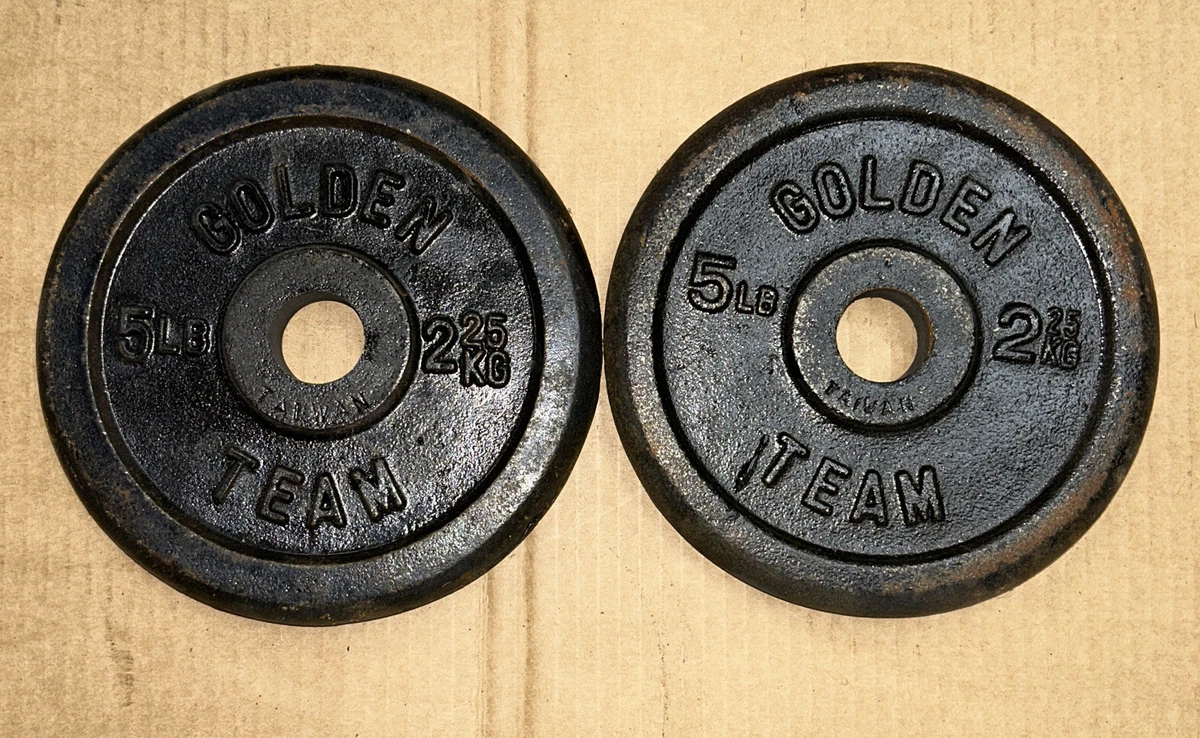 GOLDEN
5LB 2 25 KG
TAIWAN
TEAM
GOLDEN
5LB 2 25 KG
TAIWAN
TEAM